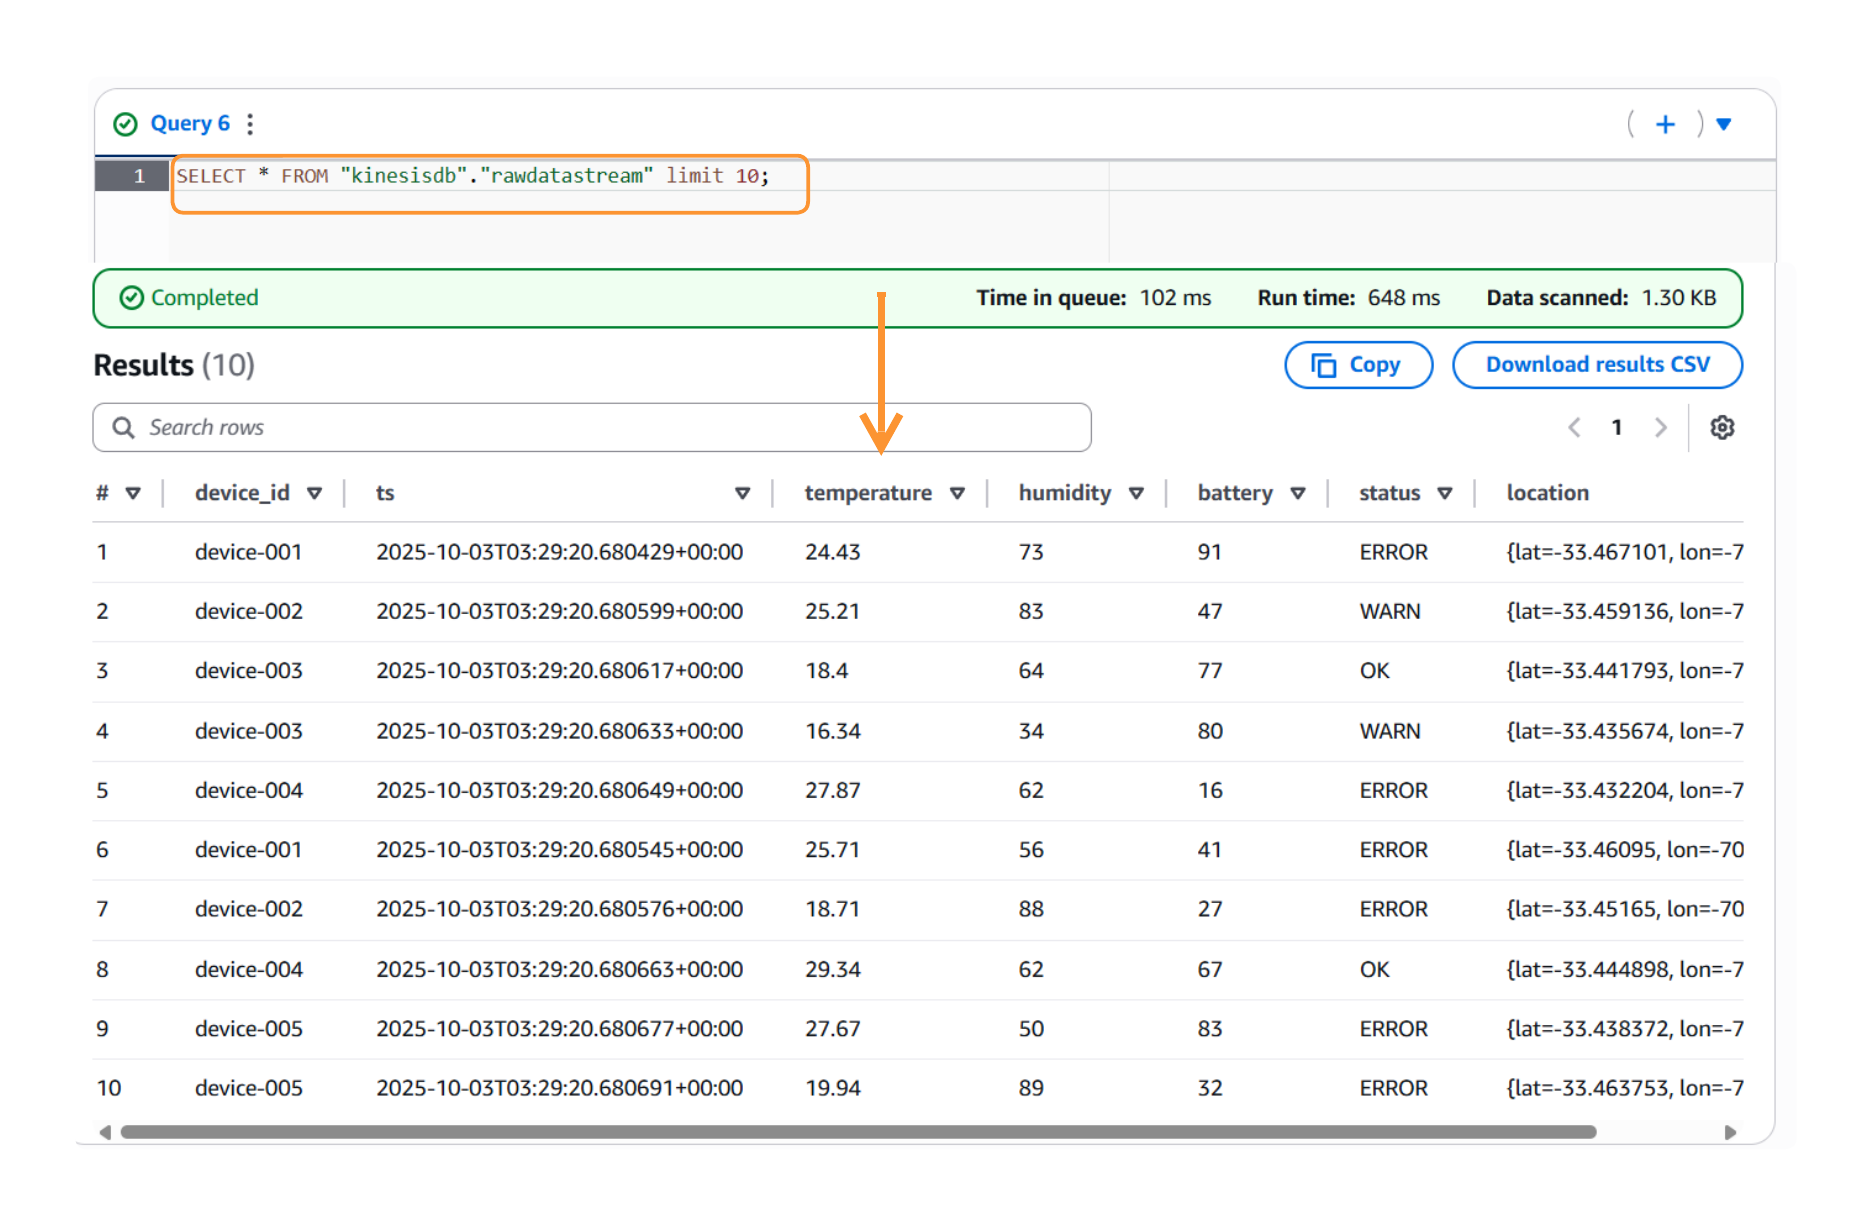 Query 6
( + )
1 SELECT * FROM "kinesisdb"."rawdatastream" limit 10;
Completed Time in queue: 102 ms Run time: 648 ms Data scanned: 1.30 KB
Results (10) Copy Download results CSV
Search rows 1
# device_id ts temperature humidity battery status location
1 device-001 2025-10-03T03:29:20.680429+00:00 24.43 73 91 ERROR {lat=-33.467101, lon=-7
2 device-002 2025-10-03T03:29:20.680599+00:00 25.21 83 47 WARN {lat=-33.459136, lon=-7
3 device-003 2025-10-03T03:29:20.680617+00:00 18.4 64 77 OK {lat=-33.441793, lon=-7
4 device-003 2025-10-03T03:29:20.680633+00:00 16.34 34 80 WARN {lat=-33.435674, lon=-7
5 device-004 2025-10-03T03:29:20.680649+00:00 27.87 62 16 ERROR {lat=-33.432204, lon=-7
6 device-001 2025-10-03T03:29:20.680545+00:00 25.71 56 41 ERROR {lat=-33.46095, lon=-70
7 device-002 2025-10-03T03:29:20.680576+00:00 18.71 88 27 ERROR {lat=-33.45165, lon=-70
8 device-004 2025-10-03T03:29:20.680663+00:00 29.34 62 67 OK {lat=-33.444898, lon=-7
9 device-005 2025-10-03T03:29:20.680677+00:00 27.67 50 83 ERROR {lat=-33.438372, lon=-7
10 device-005 2025-10-03T03:29:20.680691+00:00 19.94 89 32 ERROR {lat=-33.463753, lon=-7